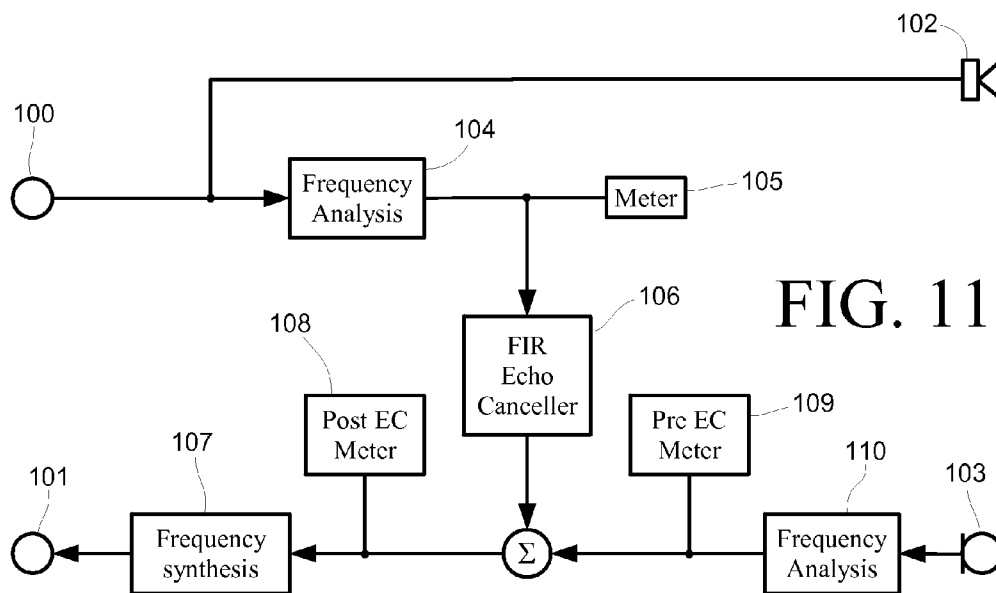 102
100
104
Frequency
Analysis
Meter
105
106
FIR
Echo
Canceller
FIG. 11
108
Post EC
Meter
Pre EC
Meter
109
107
101
Frequency
synthesis
Σ
110
Frequency
Analysis
103